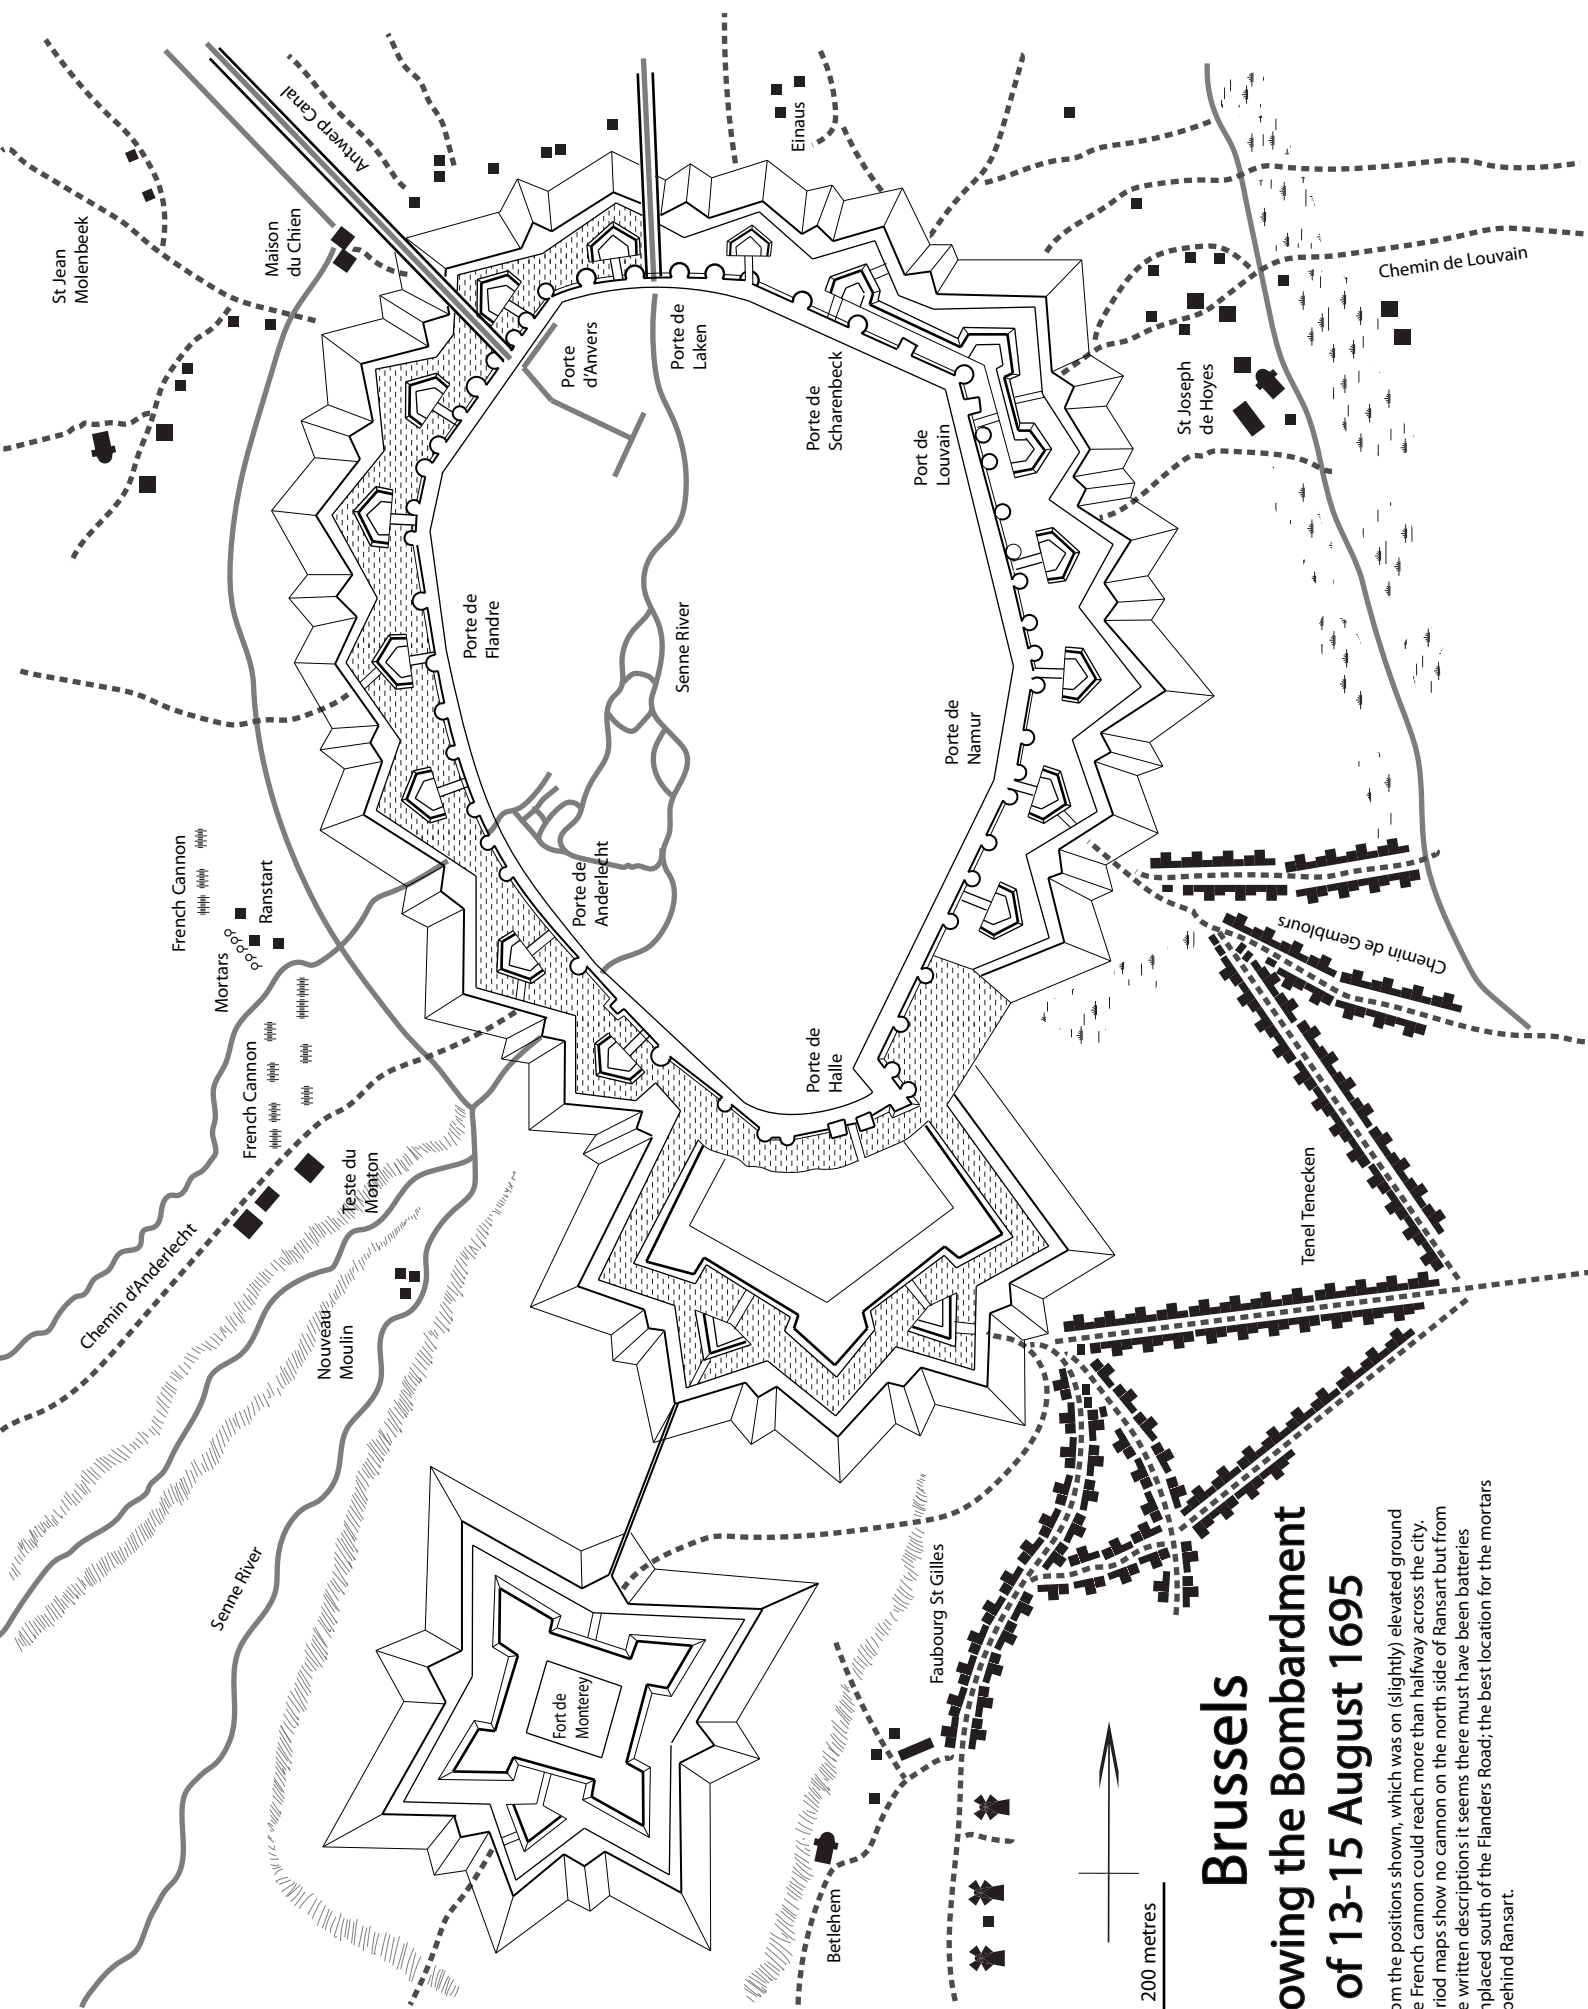 Brussels
owing the Bombardment
of 13-15 August 1695
om the positions shown, which was on (slightly) elevated ground
e French cannon could reach more than halfway across the city.
riod maps show no cannon on the north side of Ransart but from
e written descriptions it seems there must have been batteries
nplaced south of the Flanders Road; the best location for the mortars
behind Ransart.
200 metres
St Jean
Molenbeek
Maison
du Chien
Antwerp Canal
Einaus
Chemin de Louvain
St Joseph
de Hoyes
Porte
d'Anvers
Porte de
Laken
Porte de
Scharenbeck
Port de
Louvain
Porte de
Flandre
Senne River
Porte de
Namur
Porte de
Anderlecht
Porte de
Halle
French Cannon
Ranstart
Mortars
French Cannon
Teste du
Monton
Chemin d'Anderlecht
Nouveau
Moulin
Senne River
Chemin de Gemblours
Tenel Tenecken
Faubourg St Gilles
Fort de
Monterey
Betlehem